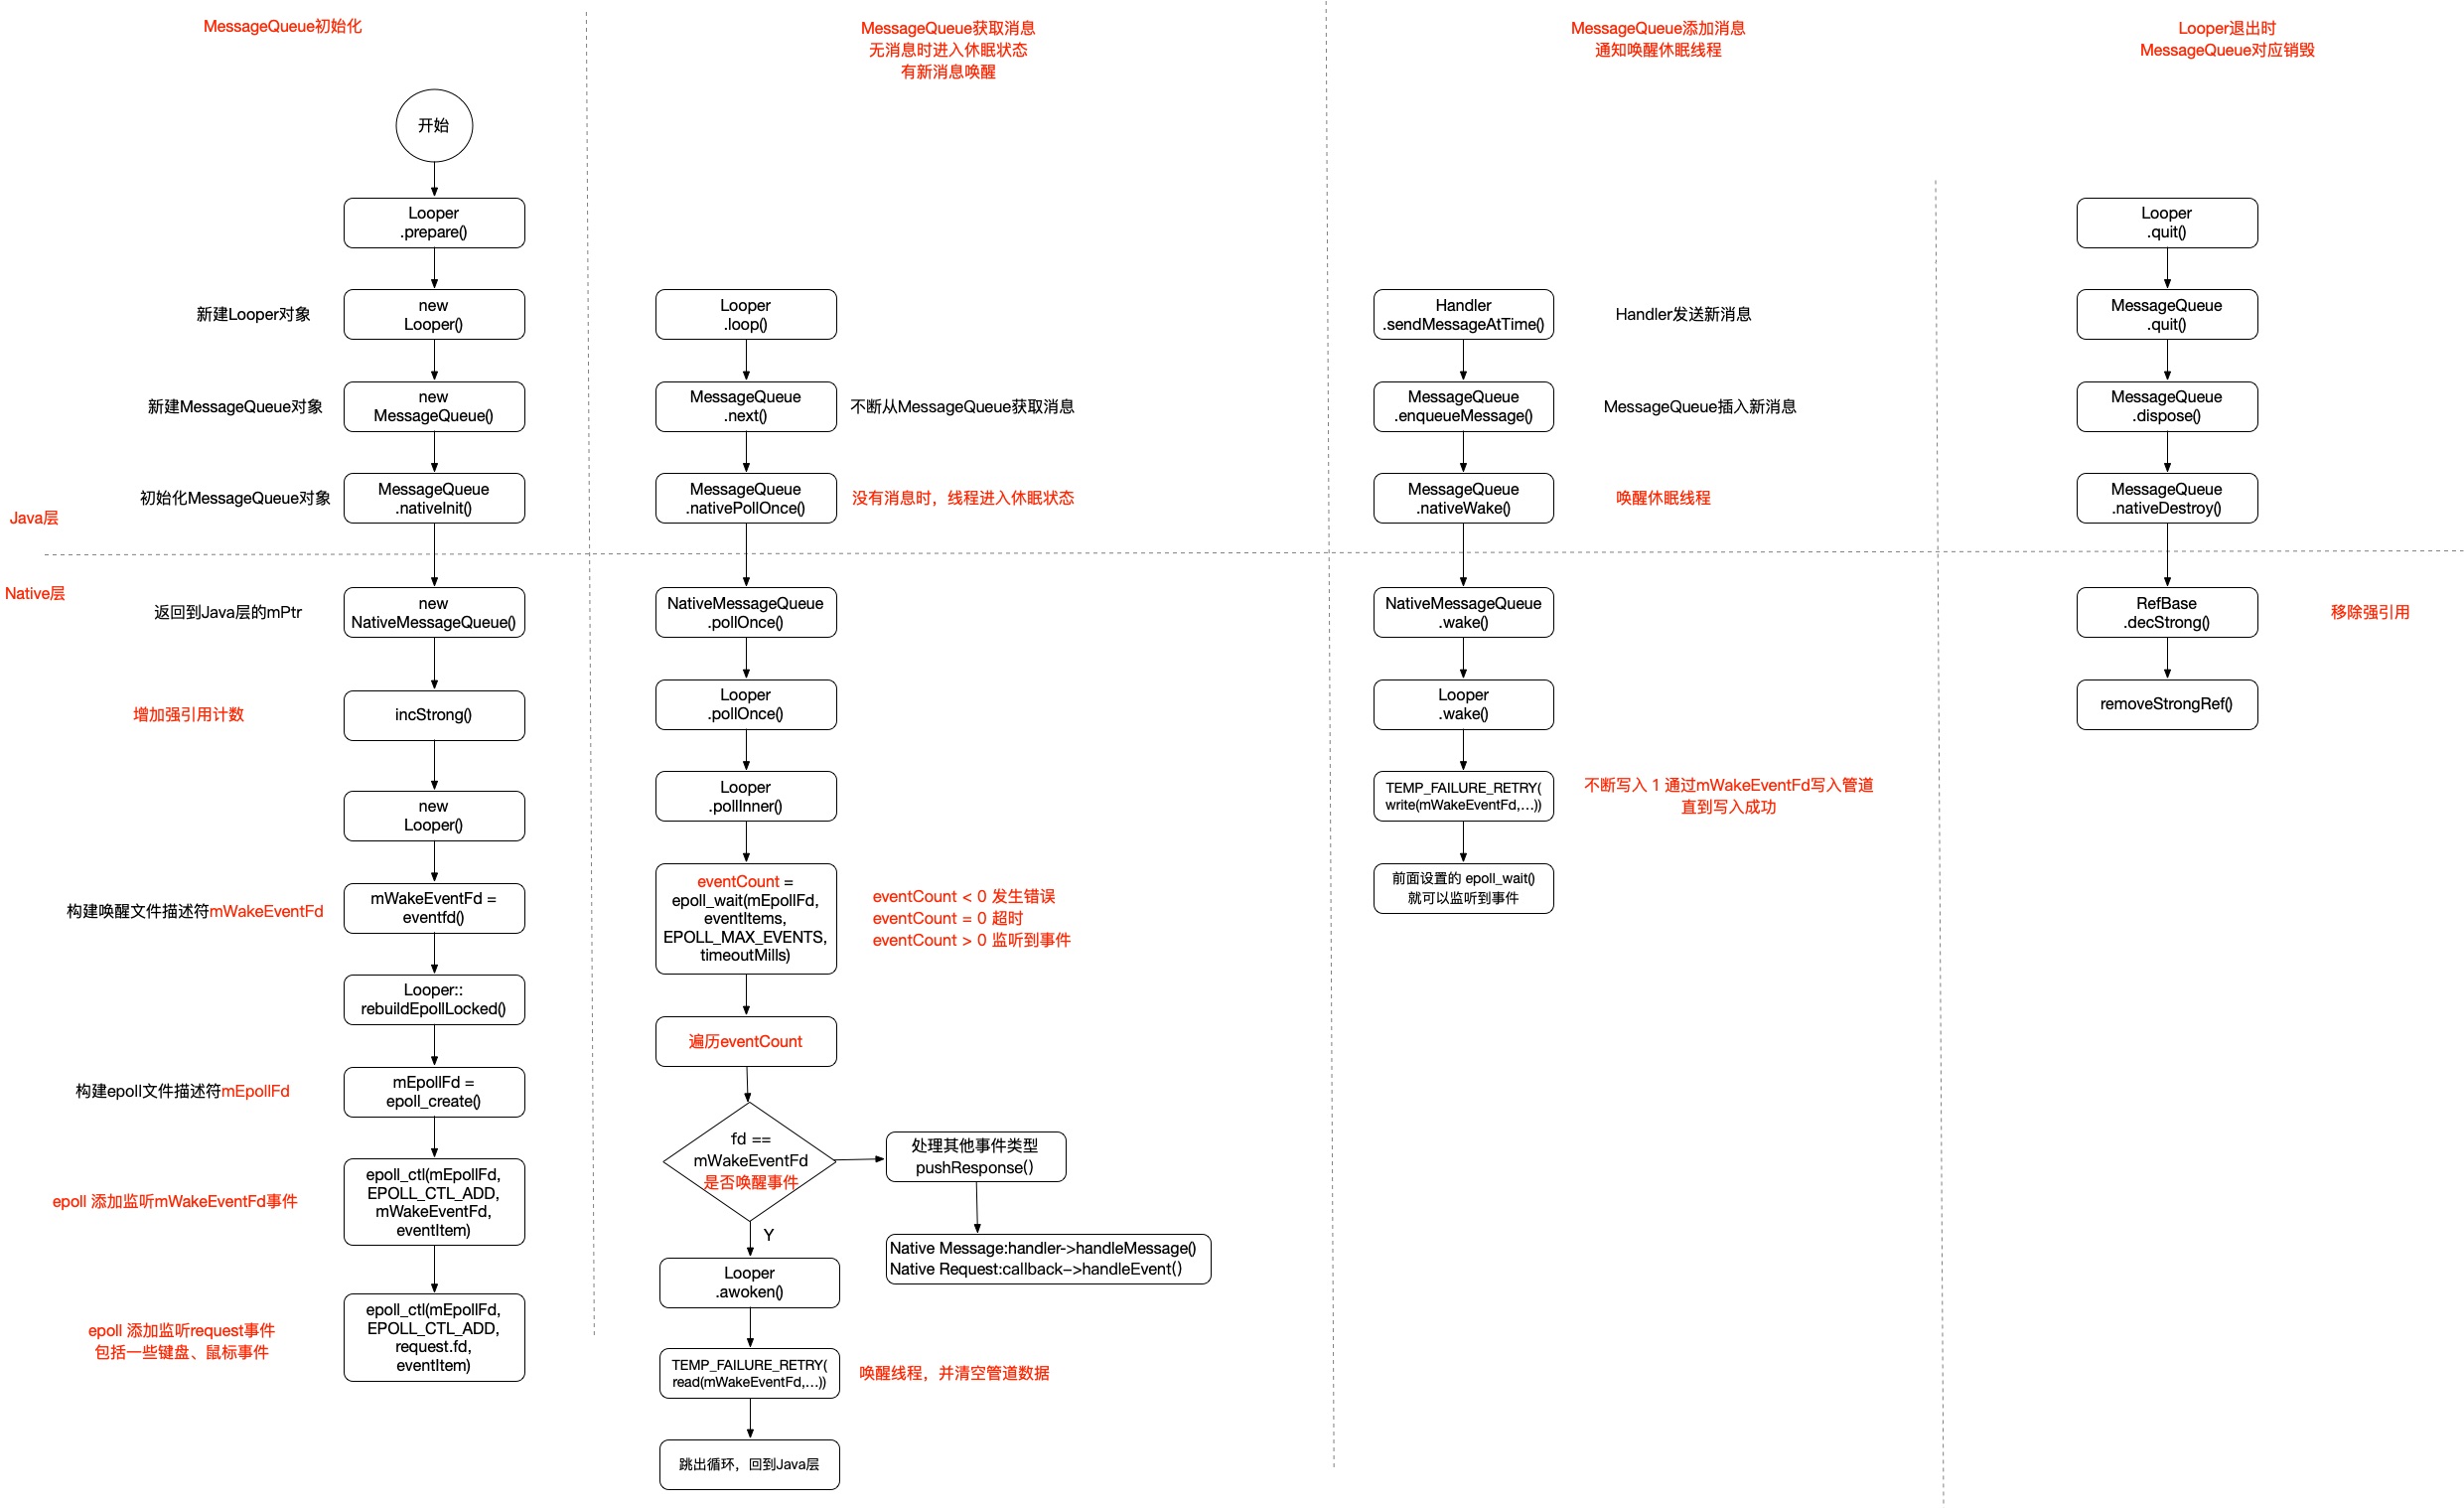 MessageQueue初始化
开始
Looper
.prepare()
新建Looper对象
new
Looper()
新建MessageQueue对象
new
MessageQueue()
初始化MessageQueue对象
MessageQueue
.nativeInit()
Java层
Native层
返回到Java层的mPtr
new
NativeMessageQueue()
增加强引用计数
incStrong()
new
Looper()
构建唤醒文件描述符mWakeEventFd
mWakeEventFd =
eventfd()
Looper::
rebuildEpollLocked()
构建epoll文件描述符mEpollFd
mEpollFd =
epoll_create()
epoll 添加监听mWakeEventFd事件
epoll_ctl(mEpollFd,
EPOLL_CTL_ADD,
mWakeEventFd,
eventItem)
epoll 添加监听request事件
包括一些键盘、鼠标事件
epoll_ctl(mEpollFd,
EPOLL_CTL_ADD,
request.fd,
eventItem)
MessageQueue获取消息
无消息时进入休眠状态
有新消息唤醒
Looper
.loop()
MessageQueue
.next()
不断从MessageQueue获取消息
MessageQueue
.nativePollOnce()
没有消息时，线程进入休眠状态
NativeMessageQueue
.pollOnce()
Looper
.pollOnce()
Looper
.pollInner()
eventCount =
epoll_wait(mEpollFd,
eventItems,
EPOLL_MAX_EVENTS,
timeoutMills)
eventCount < 0 发生错误
eventCount = 0 超时
eventCount > 0 监听到事件
遍历eventCount
fd ==
mWakeEventFd
是否唤醒事件
处理其他事件类型
pushResponse()
Native Message:handler->handleMessage()
Native Request:callback–>handleEvent()
Y
Looper
.awoken()
TEMP_FAILURE_RETRY(
read(mWakeEventFd,...))
唤醒线程，并清空管道数据
跳出循环，回到Java层
MessageQueue添加消息
通知唤醒休眠线程
Handler
.sendMessageAtTime()
Handler发送新消息
MessageQueue
.enqueueMessage()
MessageQueue插入新消息
MessageQueue
.nativeWake()
唤醒休眠线程
NativeMessageQueue
.wake()
Looper
.wake()
TEMP_FAILURE_RETRY(
write(mWakeEventFd,...))
不断写入 1 通过mWakeEventFd写入管道
直到写入成功
前面设置的 epoll_wait()
就可以监听到事件
Looper退出时
MessageQueue对应销毁
Looper
.quit()
MessageQueue
.quit()
MessageQueue
.dispose()
MessageQueue
.nativeDestroy()
RefBase
.decStrong()
移除强引用
removeStrongRef()